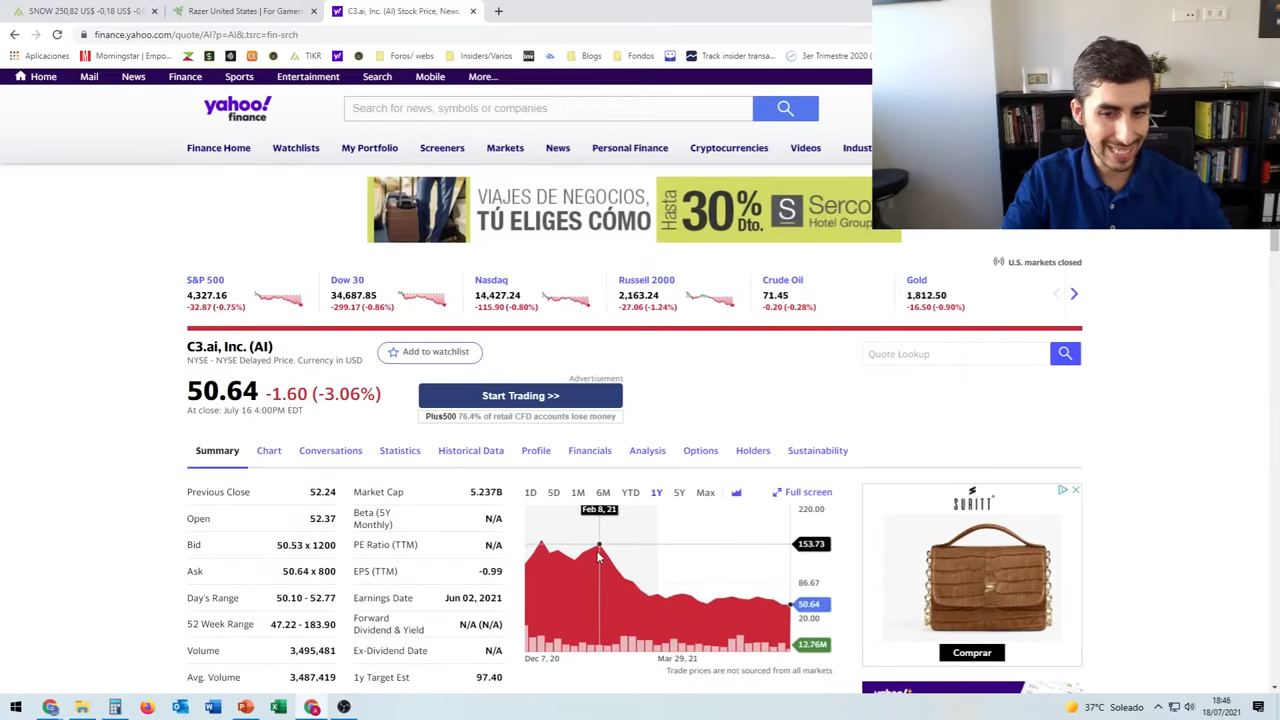 SNOW 250,82 US$ -0,18 US$ -0,
Razer United States | For Gamers
C3.ai, Inc. (AI) Stock Price, News,
finance.yahoo.com/quote/AI?p=AI&.tsrc=fin-srch
Aplicaciones
Morningstar | Empo...
TIKR
Foros/ webs
Insiders/Varios
Blogs
Fondos
Track insider transa...
3er Trimestre 2020 (
Home Mail News Finance Sports Entertainment Search Mobile More...
yahoo!
finance
Search for news, symbols or companies
Finance Home Watchlists My Portfolio Screeners Markets News Personal Finance Cryptocurrencies Videos Indust
VIAJES DE NEGOCIOS,
TÚ ELIGES CÓMO
Hasta
30% Dto.
S
Serco
Hotel Group
U.S. markets closed
S&P 500
4,327.16
-32.87 (-0.75%)
Dow 30
34,687.85
-299.17 (-0.86%)
Nasdaq
14,427.24
-115.90 (-0.80%)
Russell 2000
2,163.24
-27.06 (-1.24%)
Crude Oil
71.45
-0.20 (-0.28%)
Gold
1,812.50
-16.50 (-0.90%)
C3.ai, Inc. (AI)
NYSE - NYSE Delayed Price. Currency in USD
Add to watchlist
Quote Lookup
50.64 -1.60 (-3.06%)
At close: July 16 4:00PM EDT
Advertisement
Start Trading >>
Plus500 76.4% of retail CFD accounts lose money
Summary Chart Conversations Statistics Historical Data Profile Financials Analysis Options Holders Sustainability
Previous Close 52.24
Open 52.37
Bid 50.53 x 1200
Ask 50.64 x 800
Day's Range 50.10 - 52.77
52 Week Range 47.22 - 183.90
Volume 3,495,481
Avg. Volume 3,487,419
Market Cap 5.237B
Beta (5Y
Monthly) N/A
PE Ratio (TTM) N/A
EPS (TTM) -0.99
Earnings Date Jun 02, 2021
Forward
Dividend & Yield N/A (N/A)
Ex-Dividend Date N/A
1y Target Est 97.40
1D 5D 1M 6M YTD 1Y 5Y Max
Full screen
Feb 8, 21
220.00
153.73
86.67
50.64
20.00
12.76M
Dec 7, 20
Mar 29, 21
Trade prices are not sourced from all markets
SURITT
Comprar
yahoo!
37°C Soleado
18:46
18/07/2021